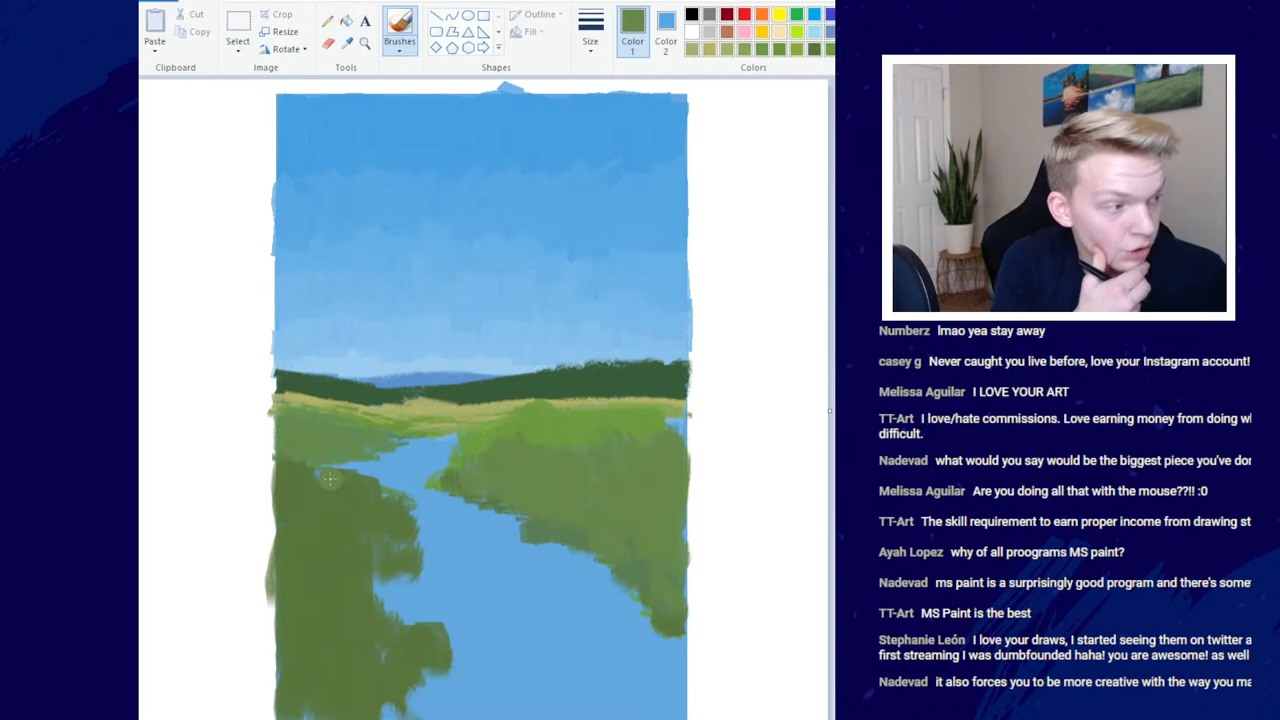 Cut
Copy
Paste
Clipboard
Select
Crop
Resize
Rotate
Image
A
Tools
Brushes
Outline
Fill
Shapes
Size
Color
1
Color
2
Colors
Numberz lmao yea stay away
casey g Never caught you live before, love your Instagram account!
Melissa Aguilar I LOVE YOUR ART
TT-Art I love/hate commissions. Love earning money from doing
difficult.
Nadevad what would you say would be the biggest piece you've
Melissa Aguilar Are you doing all that with the mouse??!! :0
TT-Art The skill requirement to earn proper income from drawing
Ayah Lopez why of all proograms MS paint?
Nadevad ms paint is a surprisingly good program and there's
TT-Art MS Paint is the best
Stephanie León I love your draws, I started seeing them on twitter a
first streaming I was dumbfounded haha! you are awesome! as well
Nadevad it also forces you to be more creative with the way you